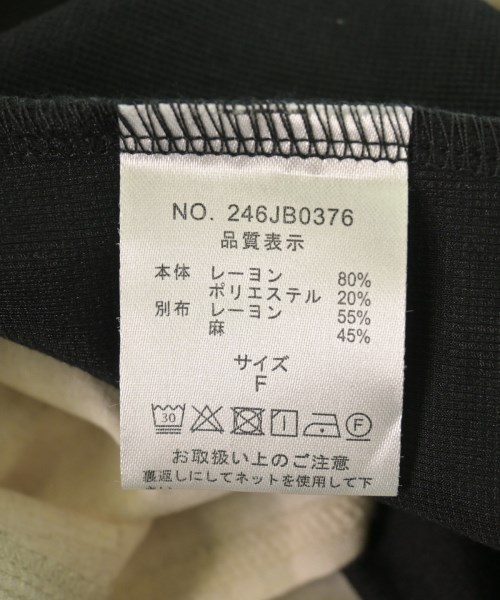 NO. 246JB0376
品質表示
本体 レーヨン 80%
ポリエステル 20%
別布 レーヨン 55%
麻 45%
サイズ
F
30
F
お取扱い上のご注意
裏返しにしてネットを使用して下